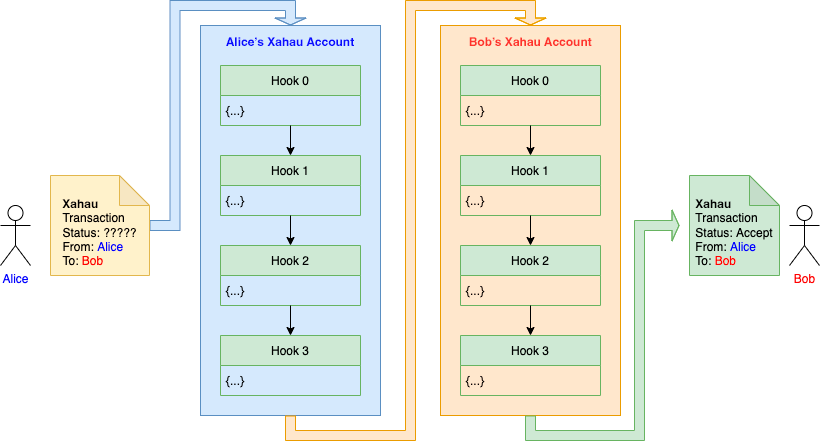 Alice's Xahau Account
Hook 0
{...}
Hook 1
{...}
Hook 2
{...}
Hook 3
{...}
Bob's Xahau Account
Hook 0
{...}
Hook 1
{...}
Hook 2
{...}
Hook 3
{...}
Xahau
Transaction
Status: ?????
From: Alice
To: Bob
Alice
Xahau
Transaction
Status: Accept
From: Alice
To: Bob
Bob